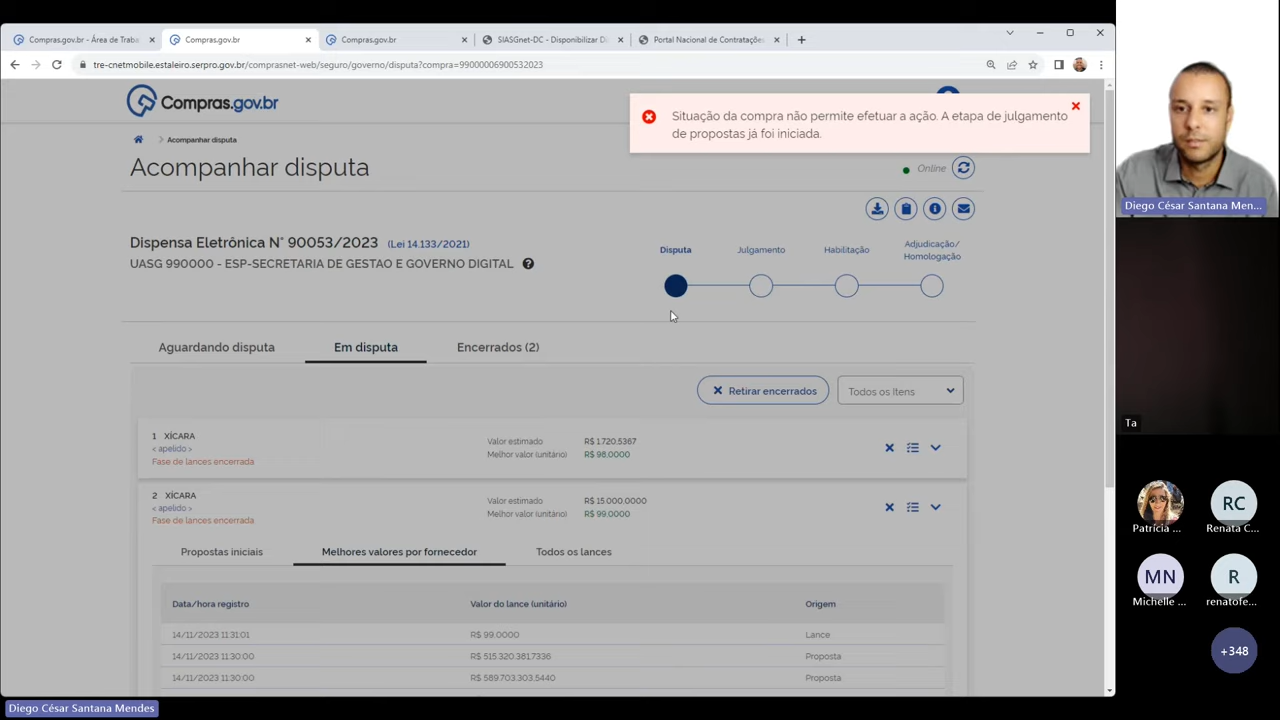 Compras.gov.br - Área de Traba
Compras.gov.br
Compras.gov.br
SIASGnet-DC - Disponibilizar Di
Portal Nacional de Contrataçõe
tre-cnetmobile.estaleiro.serpro.gov.br/comprasnet-web/seguro/governo/disputa?compra=99000006900532023
Compras.gov.br
Situação da compra não permite efetuar a ação. A etapa de julgamento
de propostas já foi iniciada.
Acompanhar disputa
Acompanhar disputa
Online
Dispensa Eletrônica N° 90053/2023 (Lei 14.133/2021)
UASG 990000 - ESP-SECRETARIA DE GESTAO E GOVERNO DIGITAL
Disputa
Julgamento
Habilitação
Adjudicação/
Homologação
Aguardando disputa
Em disputa
Encerrados (2)
Retirar encerrados
Todos os Itens
1 XÍCARA
< apelido >
Fase de lances encerrada
Valor estimado R$ 1.720,5367
Melhor valor (unitário) R$ 98,0000
2 XÍCARA
< apelido >
Fase de lances encerrada
Valor estimado R$ 15.000,0000
Melhor valor (unitário) R$ 99,0000
Propostas iniciais
Melhores valores por fornecedor
Todos os lances
Data/hora registro Valor do lance (unitário) Origem
14/11/2023 11:31:01 R$ 99,0000 Lance
14/11/2023 11:30:00 R$ 515.320.361,7336 Proposta
14/11/2023 11:30:00 R$ 589.703.303,5440 Proposta
Diego César Santana Men...
Ta
Patrícia ...
RC
Renata C...
MN
Michelle ...
R
renatofe...
+348
Diego César Santana Mendes